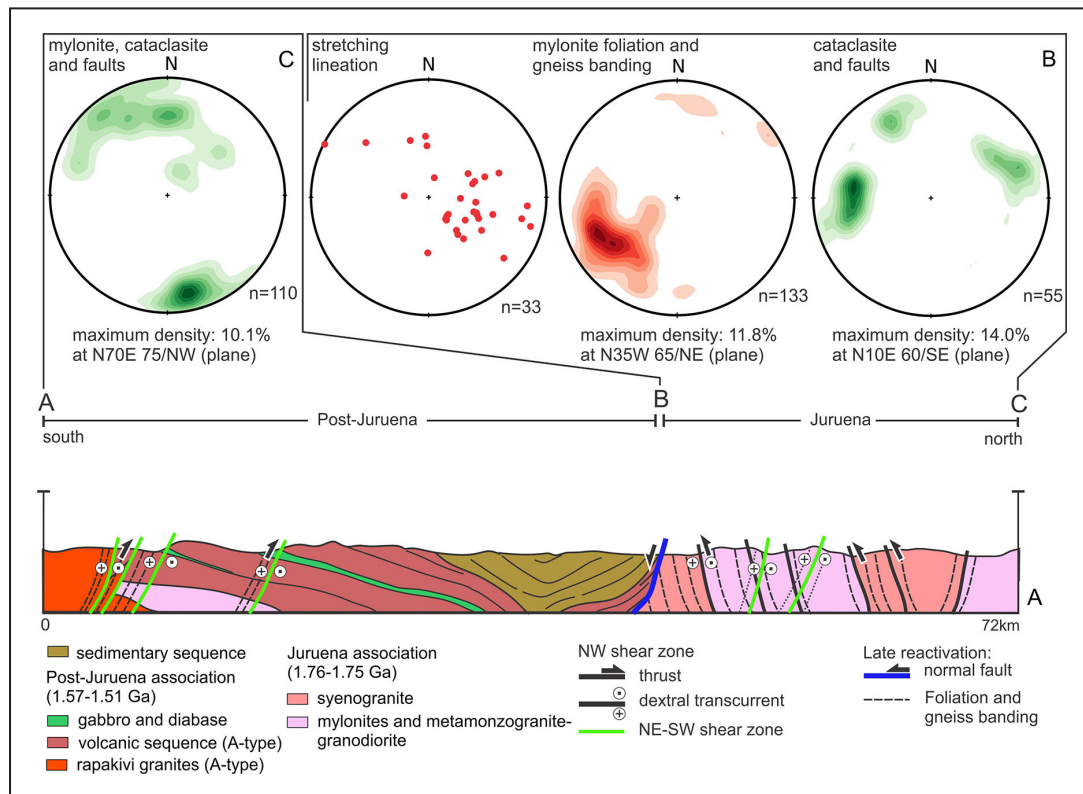 mylonite, cataclasite
and faults
C
N
n=110
maximum density: 10.1%
at N70E 75/NW (plane)
stretching
lineation
N
n=33
mylonite foliation and
gneiss banding
N
n=133
maximum density: 11.8%
at N35W 65/NE (plane)
cataclasite
and faults
B
N
n=55
maximum density: 14.0%
at N10E 60/SE (plane)
A
B
C
Post-Juruena
Juruena
south
north
A
0
72km
sedimentary sequence
Post-Juruena association
(1.57-1.51 Ga)
gabbro and diabase
volcanic sequence (A-type)
rapakivi granites (A-type)
Juruena association
(1.76-1.75 Ga)
syenogranite
mylonites and metamonzogranite-
granodiorite
NW shear zone
thrust
dextral transcurrent
NE-SW shear zone
Late reactivation:
normal fault
Foliation and
gneiss banding